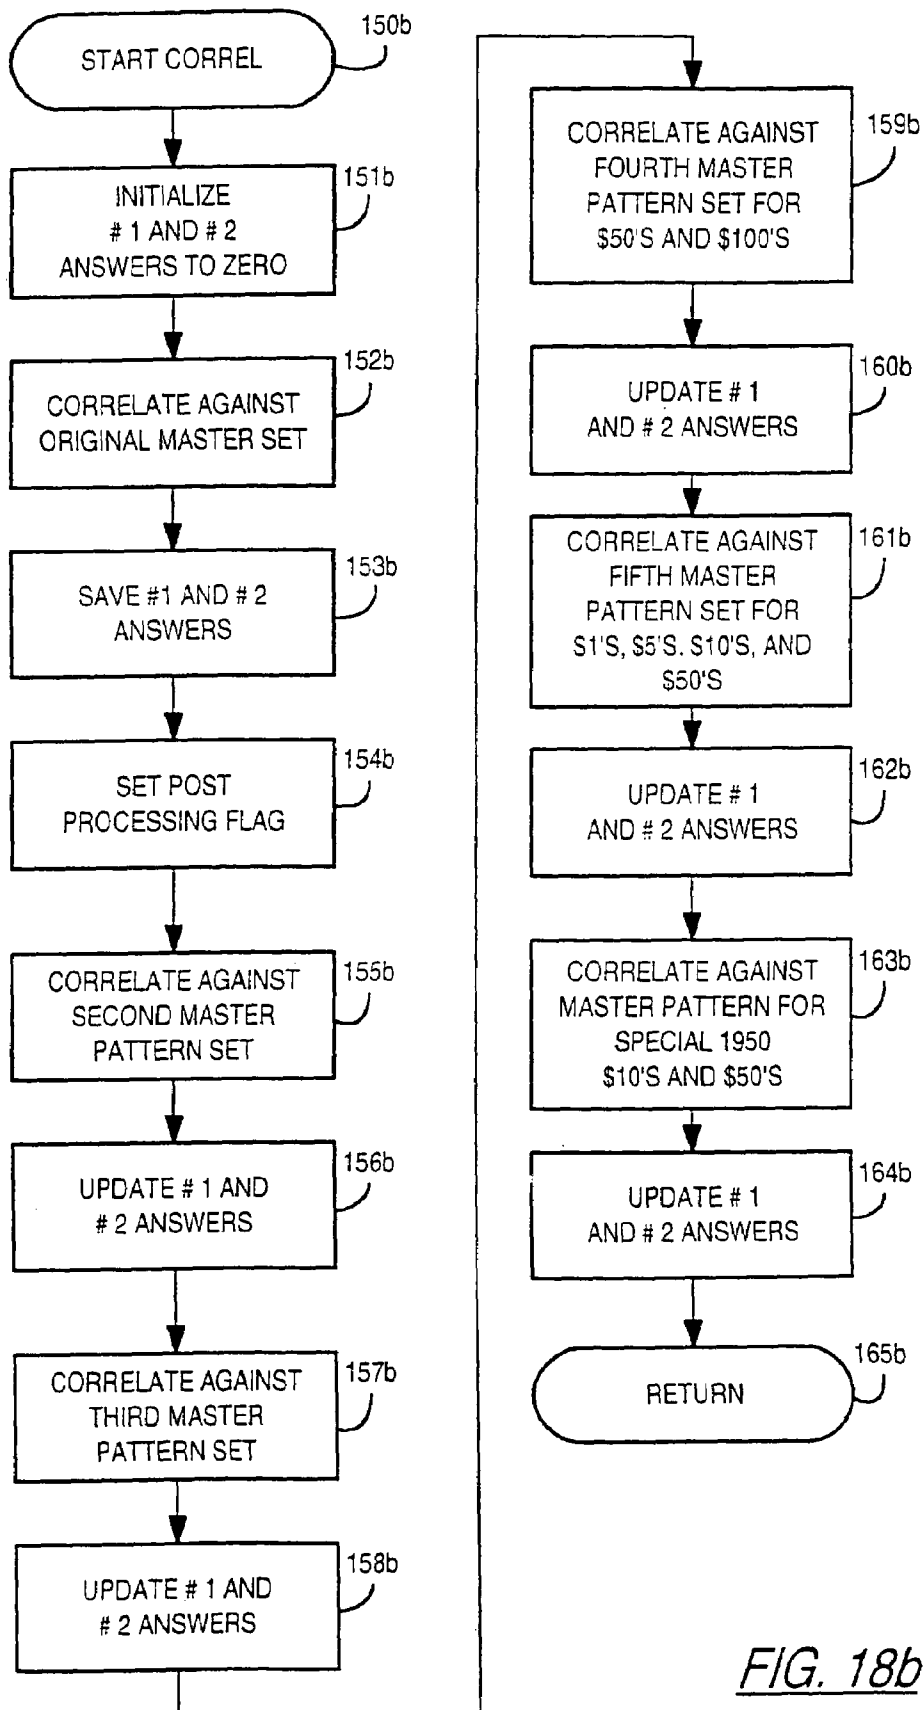 START CORREL
150b
INITIALIZE
# 1 AND # 2
ANSWERS TO ZERO
151b
CORRELATE AGAINST
ORIGINAL MASTER SET
152b
SAVE #1 AND # 2
ANSWERS
153b
SET POST
PROCESSING FLAG
154b
CORRELATE AGAINST
SECOND MASTER
PATTERN SET
155b
UPDATE # 1 AND
# 2 ANSWERS
156b
CORRELATE AGAINST
THIRD MASTER
PATTERN SET
157b
UPDATE # 1 AND
# 2 ANSWERS
158b
CORRELATE AGAINST
FOURTH MASTER
PATTERN SET FOR
$50'S AND $100'S
159b
UPDATE # 1
AND # 2 ANSWERS
160b
CORRELATE AGAINST
FIFTH MASTER
PATTERN SET FOR
$1'S, $5'S. $10'S, AND
$50'S
161b
UPDATE # 1
AND # 2 ANSWERS
162b
CORRELATE AGAINST
MASTER PATTERN FOR
SPECIAL 1950
$10'S AND $50'S
163b
UPDATE # 1
AND # 2 ANSWERS
164b
RETURN
165b
FIG. 18b